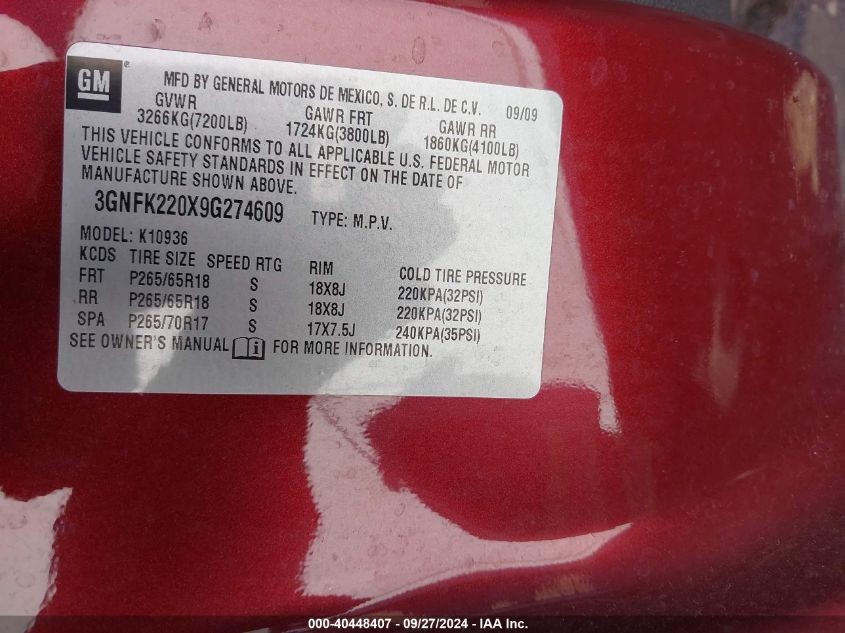 GM
MFD BY GENERAL MOTORS DE MEXICO, S. DE R.L. DE C.V. 09/09
GVWR GAWR FRT GAWR RR
3266KG(7200LB) 1724KG(3800LB) 1860KG(4100LB)
THIS VEHICLE CONFORMS TO ALL APPLICABLE U.S. FEDERAL MOTOR
VEHICLE SAFETY STANDARDS IN EFFECT ON THE DATE OF
MANUFACTURE SHOWN ABOVE.
3GNFK220X9G274609 TYPE: M.P.V.
MODEL: K10936
KCDS TIRE SIZE SPEED RTG RIM COLD TIRE PRESSURE
FRT P265/65R18 S 18X8J 220KPA(32PSI)
RR P265/65R18 S 18X8J 220KPA(32PSI)
SPA P265/70R17 S 17X7.5J 240KPA(35PSI)
SEE OWNER'S MANUAL i FOR MORE INFORMATION.
000-40448407 - 09/27/2024 - IAA Inc.